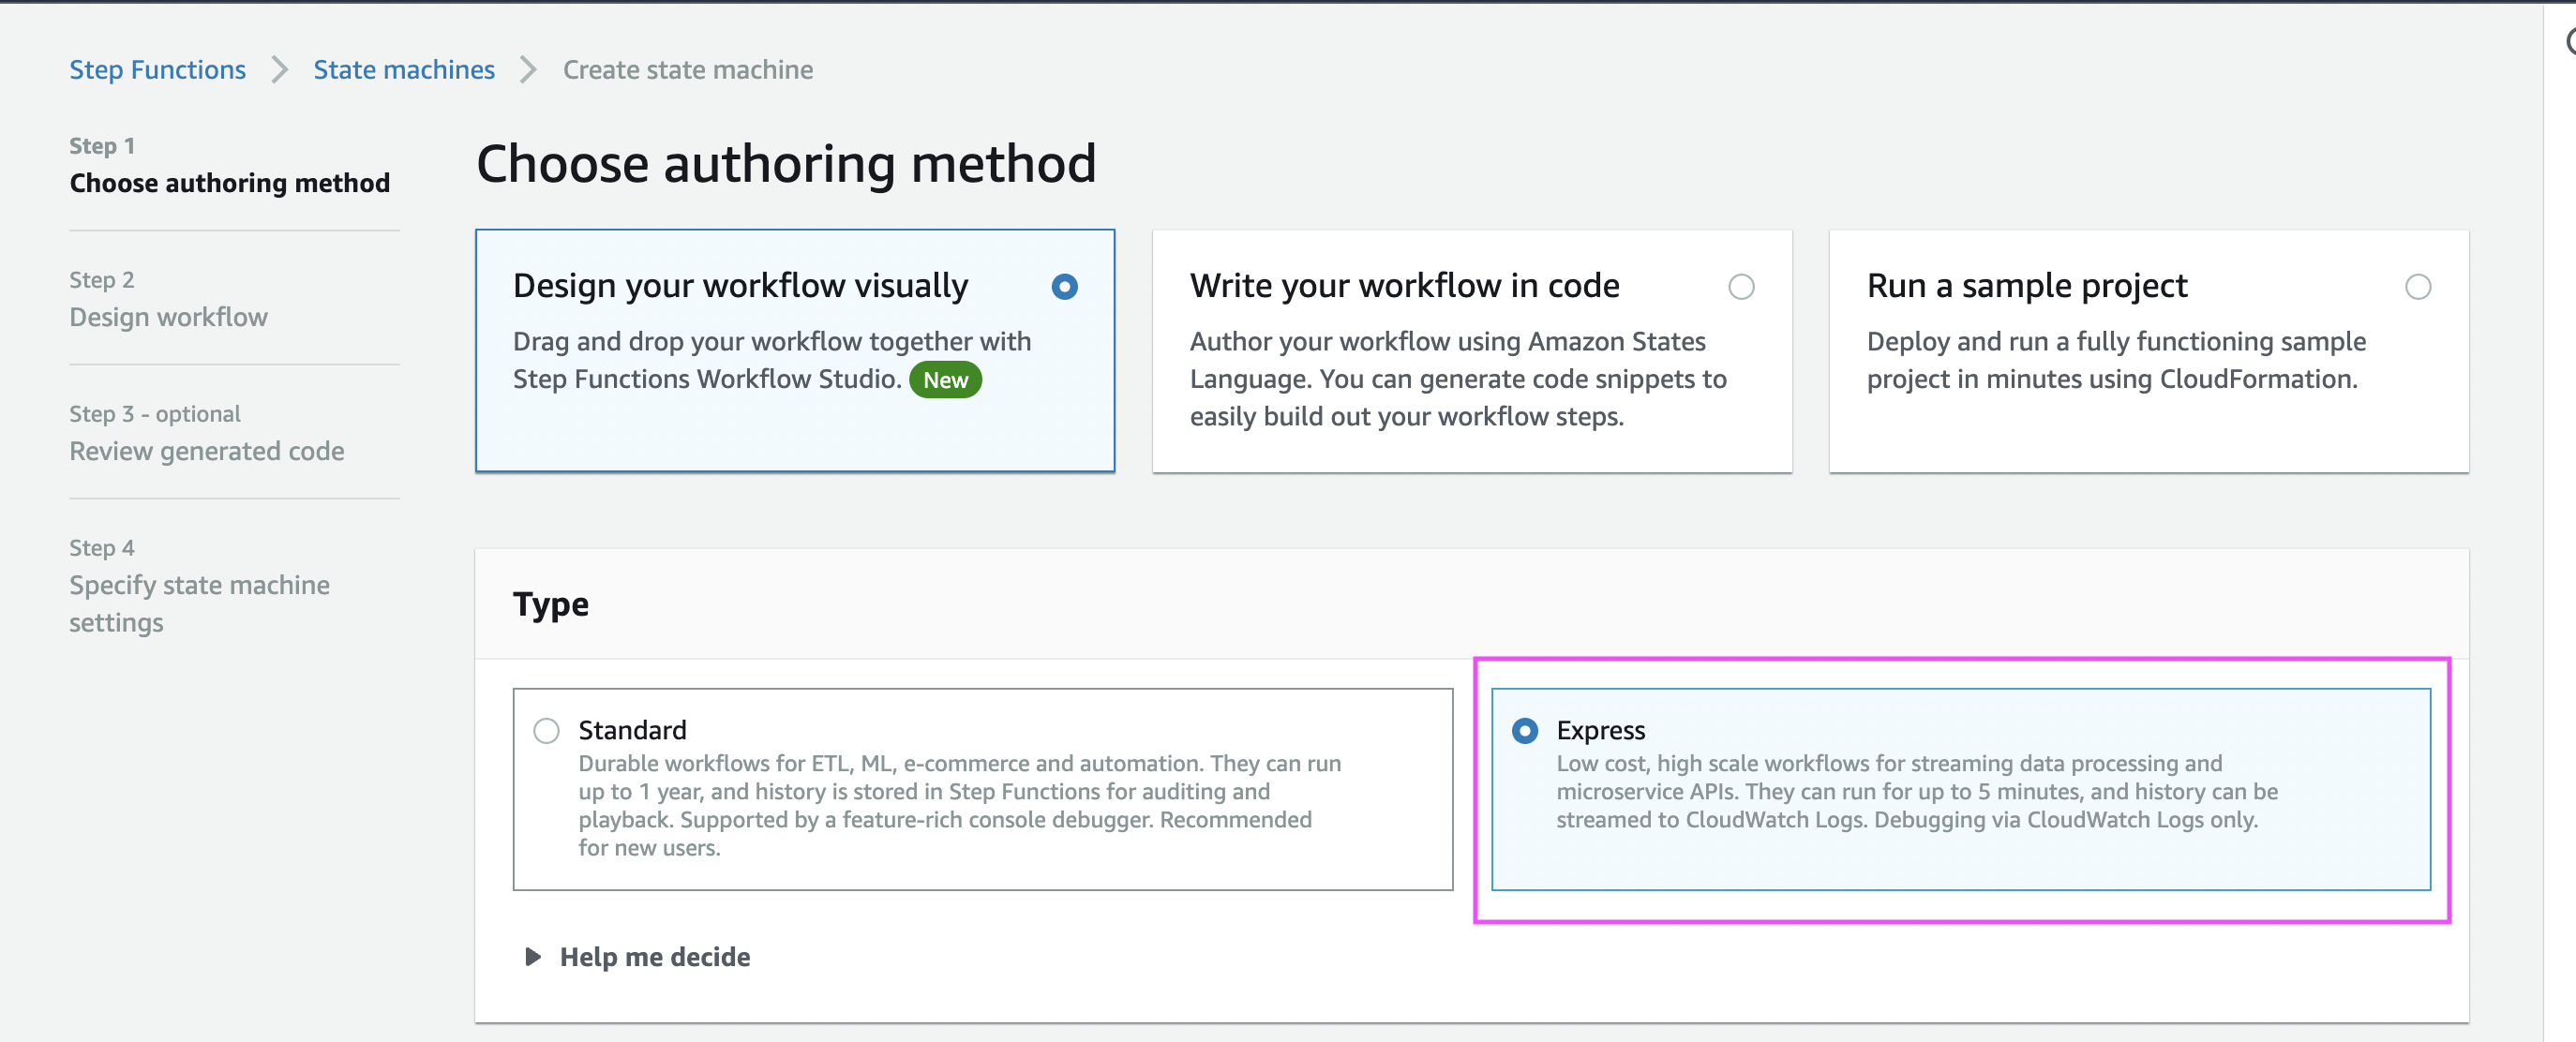 Step Functions > State machines > Create state machine
Step 1
Choose authoring method
Step 2
Design workflow
Step 3 - optional
Review generated code
Step 4
Specify state machine
settings
Choose authoring method
Design your workflow visually
Drag and drop your workflow together with
Step Functions Workflow Studio. New
Write your workflow in code
Author your workflow using Amazon States
Language. You can generate code snippets to
easily build out your workflow steps.
Run a sample project
Deploy and run a fully functioning sample
project in minutes using CloudFormation.
Type
Standard
Durable workflows for ETL, ML, e-commerce and automation. They can run
up to 1 year, and history is stored in Step Functions for auditing and
playback. Supported by a feature-rich console debugger. Recommended
for new users.
Express
Low cost, high scale workflows for streaming data processing and
microservice APIs. They can run for up to 5 minutes, and history can be
streamed to CloudWatch Logs. Debugging via CloudWatch Logs only.
Help me decide